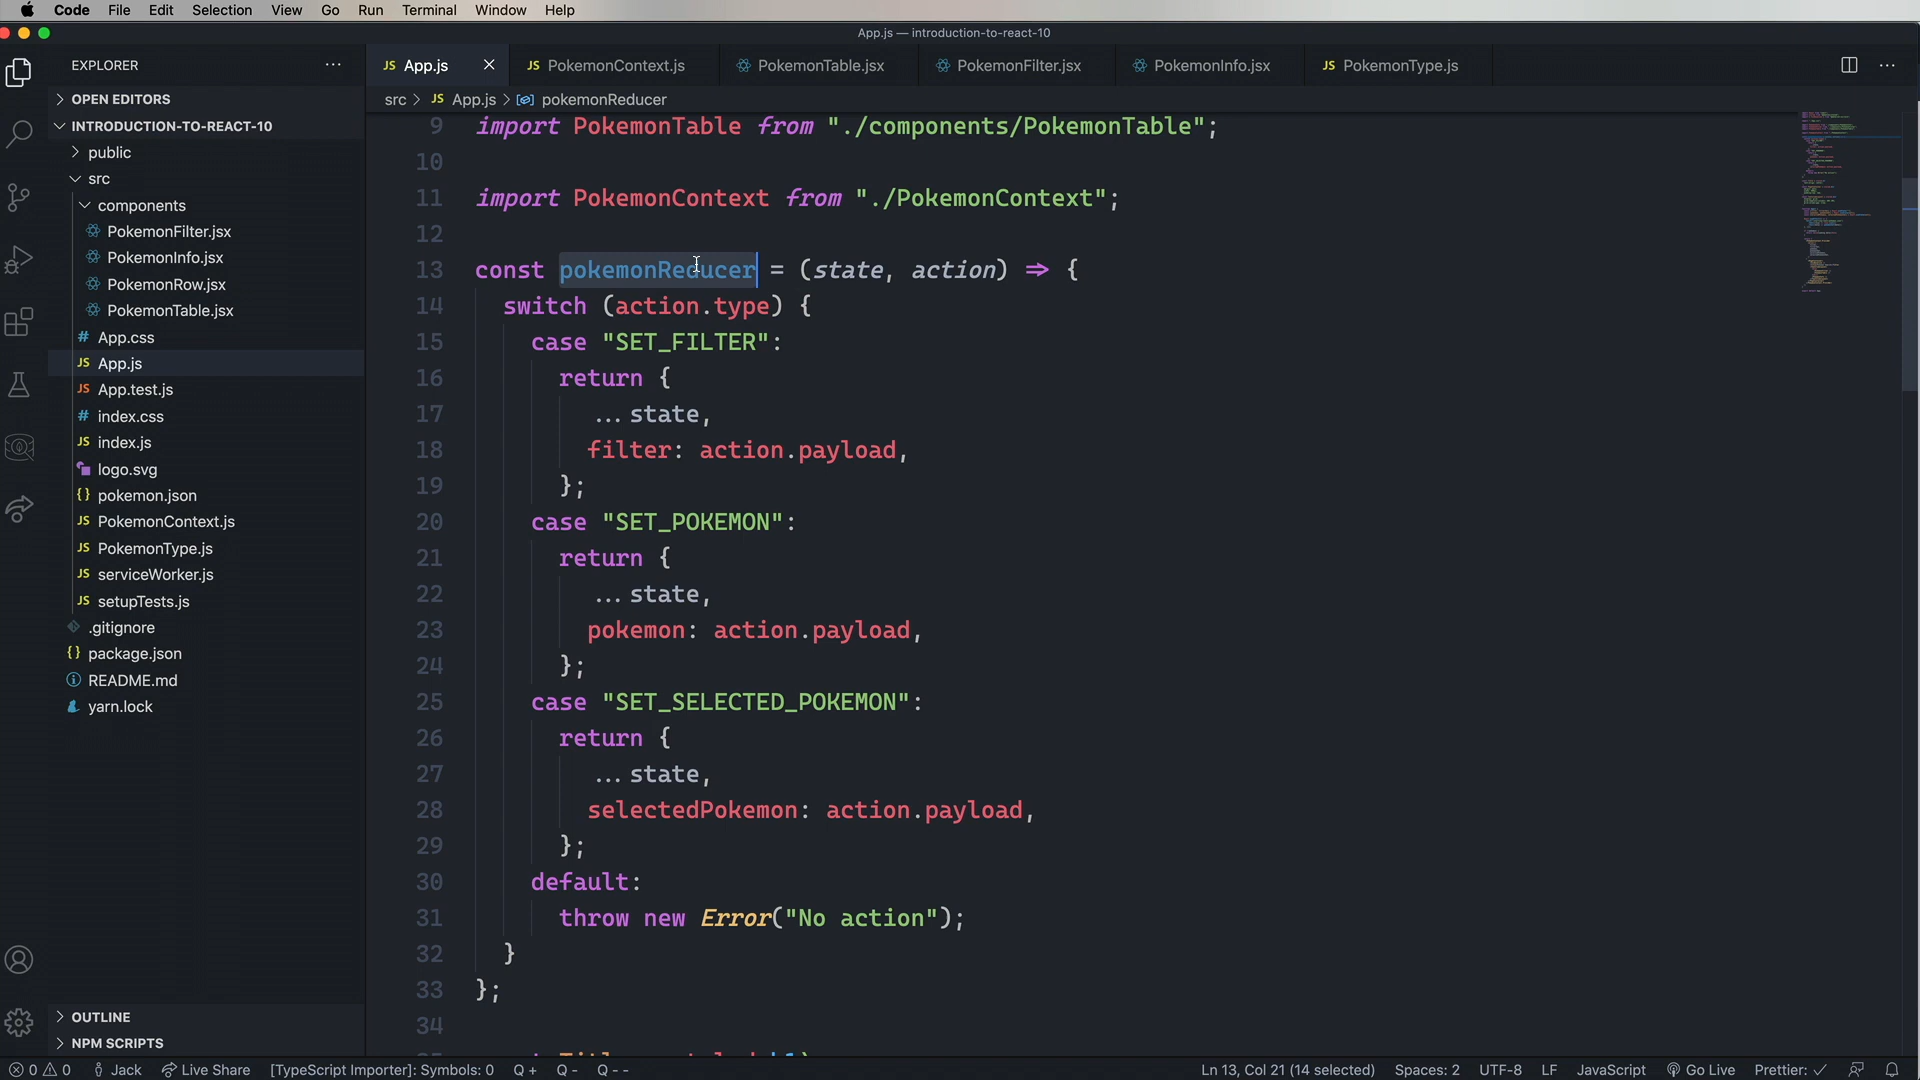 Code File Edit Selection View Go Run Terminal Window Help
App.js — introduction-to-react-10
EXPLORER ···
JS App.js
JS PokemonContext.js
PokemonTable.jsx
PokemonFilter.jsx
PokemonInfo.jsx
JS PokemonType.js
···
OPEN EDITORS
INTRODUCTION-TO-REACT-10
public
src
components
PokemonFilter.jsx
PokemonInfo.jsx
PokemonRow.jsx
PokemonTable.jsx
# App.css
JS App.js
JS App.test.js
# index.css
JS index.js
logo.svg
{} pokemon.json
JS PokemonContext.js
JS PokemonType.js
JS serviceWorker.js
JS setupTests.js
.gitignore
{} package.json
README.md
yarn.lock
OUTLINE
NPM SCRIPTS
src > JS App.js > pokemonReducer
9 import PokemonTable from "./components/PokemonTable";
10
11 import PokemonContext from "./PokemonContext";
12
13 const pokemonReducer = (state, action) => {
14 switch (action.type) {
15 case "SET_FILTER":
16 return {
17 ...state,
18 filter: action.payload,
19 };
20 case "SET_POKEMON":
21 return {
22 ...state,
23 pokemon: action.payload,
24 };
25 case "SET_SELECTED_POKEMON":
26 return {
27 ...state,
28 selectedPokemon: action.payload,
29 };
30 default:
31 throw new Error("No action");
32 }
33 };
34
0 0 Jack Live Share [TypeScript Importer]: Symbols: 0 Q + Q - Q - - Ln 13, Col 21 (14 selected) Spaces: 2 UTF-8 LF JavaScript Go Live Prettier: ✓